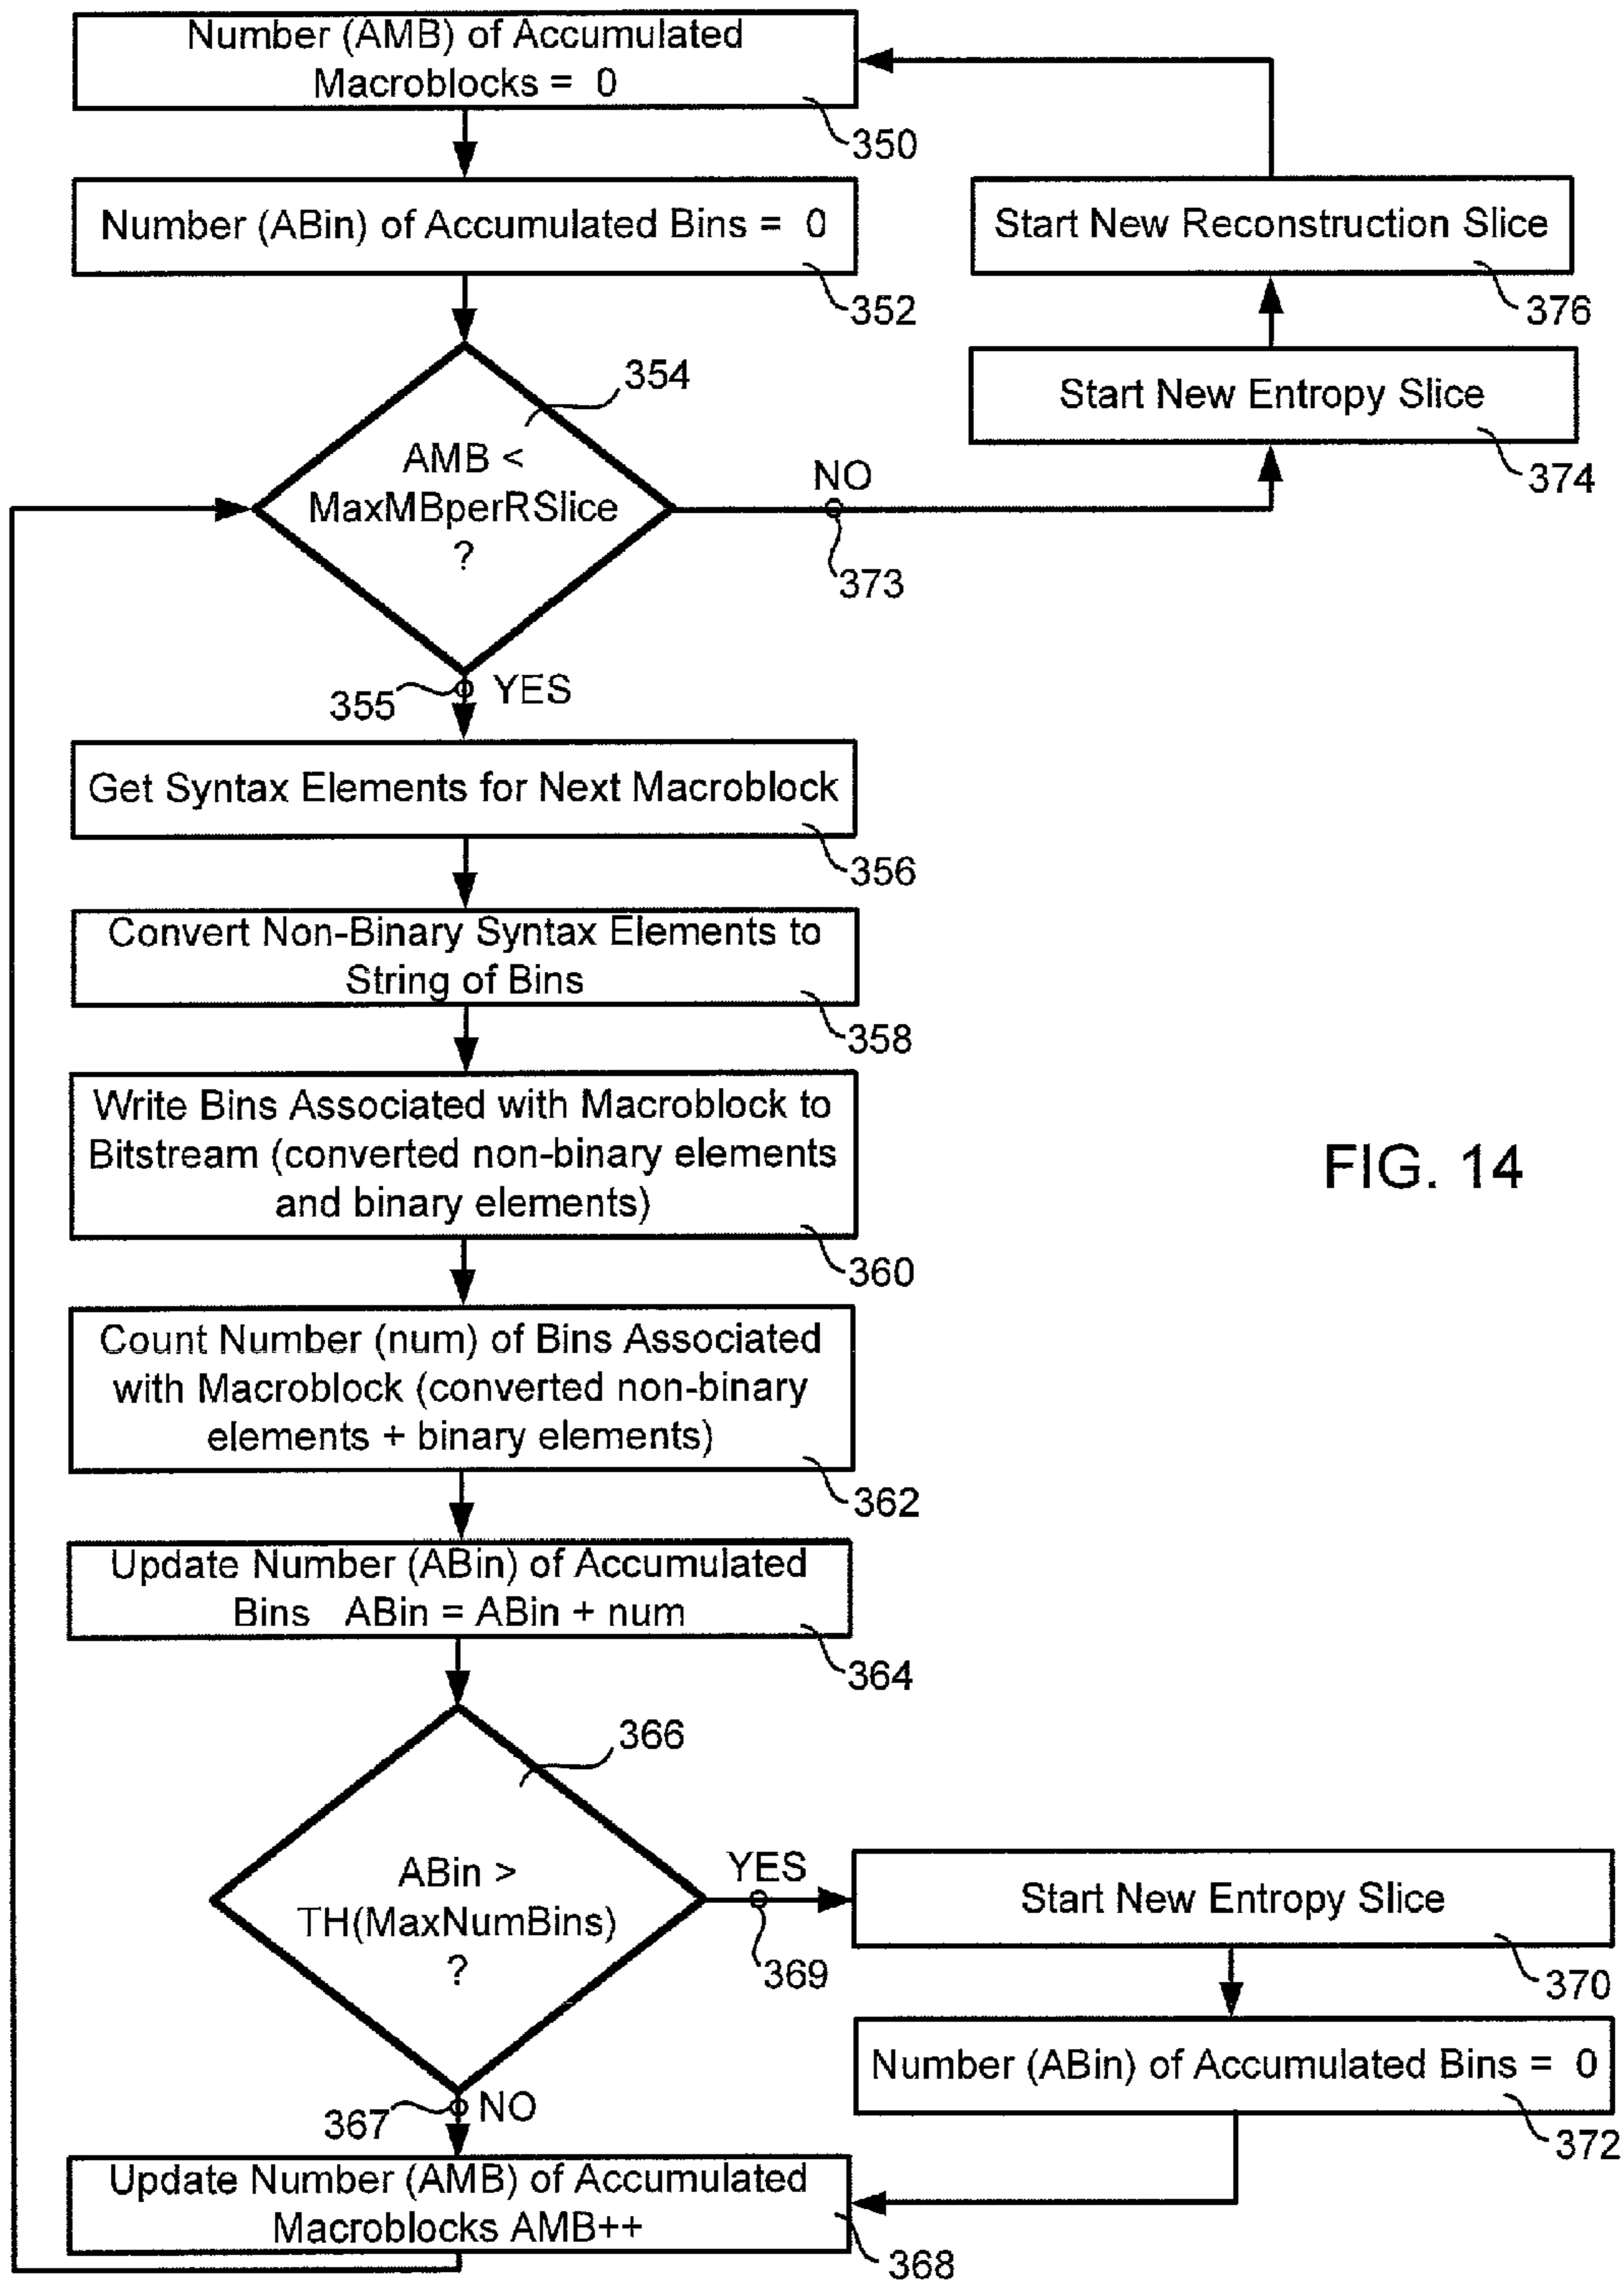 Number (AMB) of Accumulated
Macroblocks = 0
350
Number (ABin) of Accumulated Bins = 0
352
Start New Reconstruction Slice
376
Start New Entropy Slice
374
354
AMB <
MaxMBperRSlice
?
NO
373
355
YES
Get Syntax Elements for Next Macroblock
356
Convert Non-Binary Syntax Elements to
String of Bins
358
Write Bins Associated with Macroblock to
Bitstream (converted non-binary elements
and binary elements)
360
FIG. 14
Count Number (num) of Bins Associated
with Macroblock (converted non-binary
elements + binary elements)
362
Update Number (ABin) of Accumulated
Bins ABin = ABin + num
364
366
ABin >
TH(MaxNumBins)
?
YES
369
Start New Entropy Slice
370
Number (ABin) of Accumulated Bins = 0
372
367
NO
Update Number (AMB) of Accumulated
Macroblocks AMB++
368